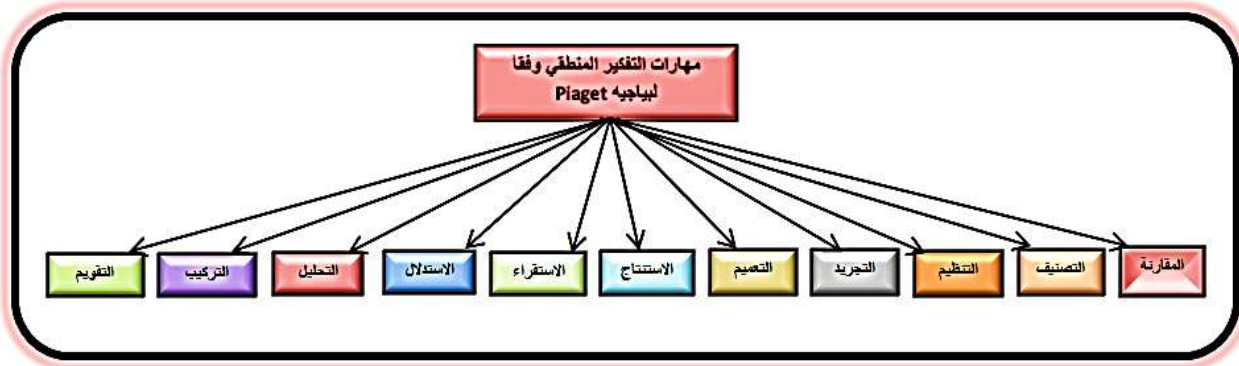 مهارات التفكير المنطقي وفقا
لبياجيه Piaget
المقارنة
التصنيف
التنظيم
التجريد
التعميم
الاستنتاج
الاستقراء
الاستدلال
التحليل
التركيب
التقويم